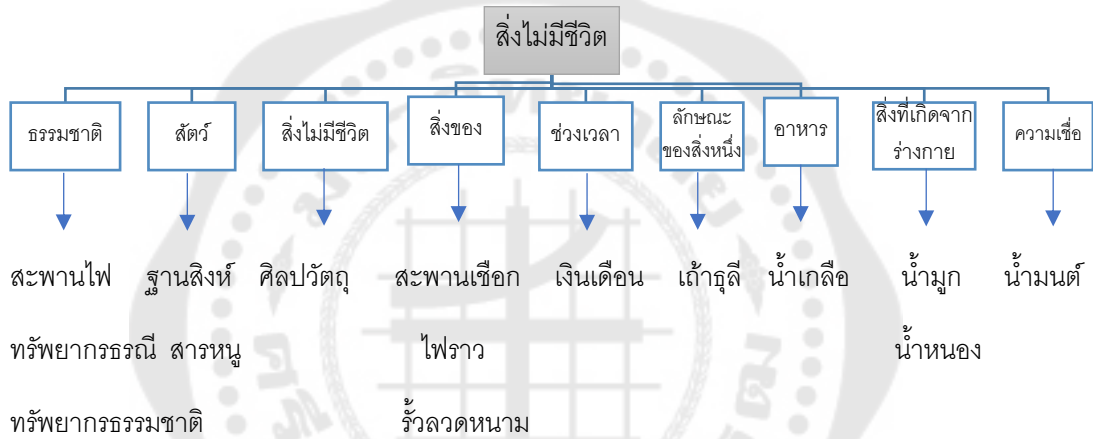 สิ่งไม่มีชีวิต
ธรรมชาติ
สัตว์
สิ่งไม่มีชีวิต
สิ่งของ
ช่วงเวลา
ลักษณะ
ของสิ่งหนึ่ง
อาหาร
สิ่งที่เกิดจาก
ร่างกาย
ความเชื่อ
สะพานไฟ ฐานสิงห์ ศิลปวัตถุ สะพานเชือก เงินเดือน เถ้าธุลี น้ำเกลือ น้ำมูก น้ำมนต์
ทรัพยากรธรณี สารหนู ไฟราว น้ำหนอง
ทรัพยากรธรรมชาติ รั้วลวดหนาม